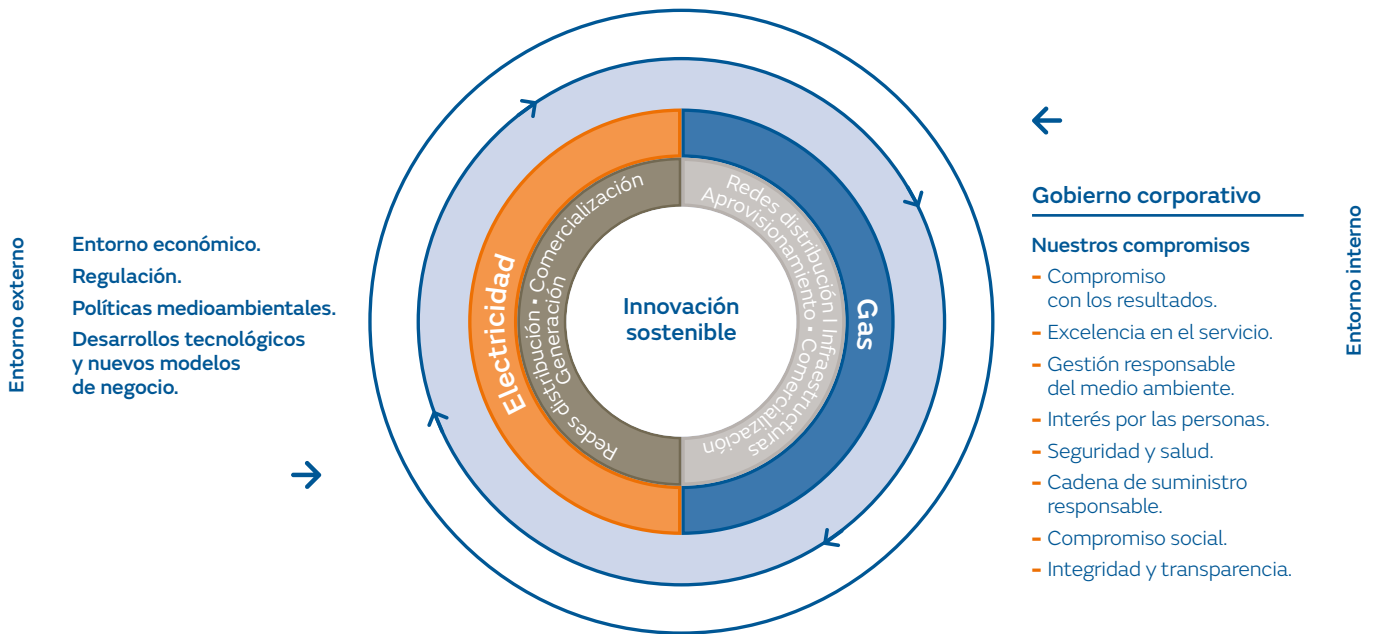 Entorno externo
Entorno económico.
Regulación.
Políticas medioambientales.
Desarrollos tecnológicos
y nuevos modelos
de negocio.
Electricidad
Redes distribución • Comercialización
Generación
Innovación
sostenible
Redes distribución | Infraestructuras
Aprovisionamiento • Comercialización
Gas
Gobierno corporativo
Nuestros compromisos
- Compromiso
con los resultados.
- Excelencia en el servicio.
- Gestión responsable
del medio ambiente.
- Interés por las personas.
- Seguridad y salud.
- Cadena de suministro
responsable.
- Compromiso social.
- Integridad y transparencia.
Entorno interno